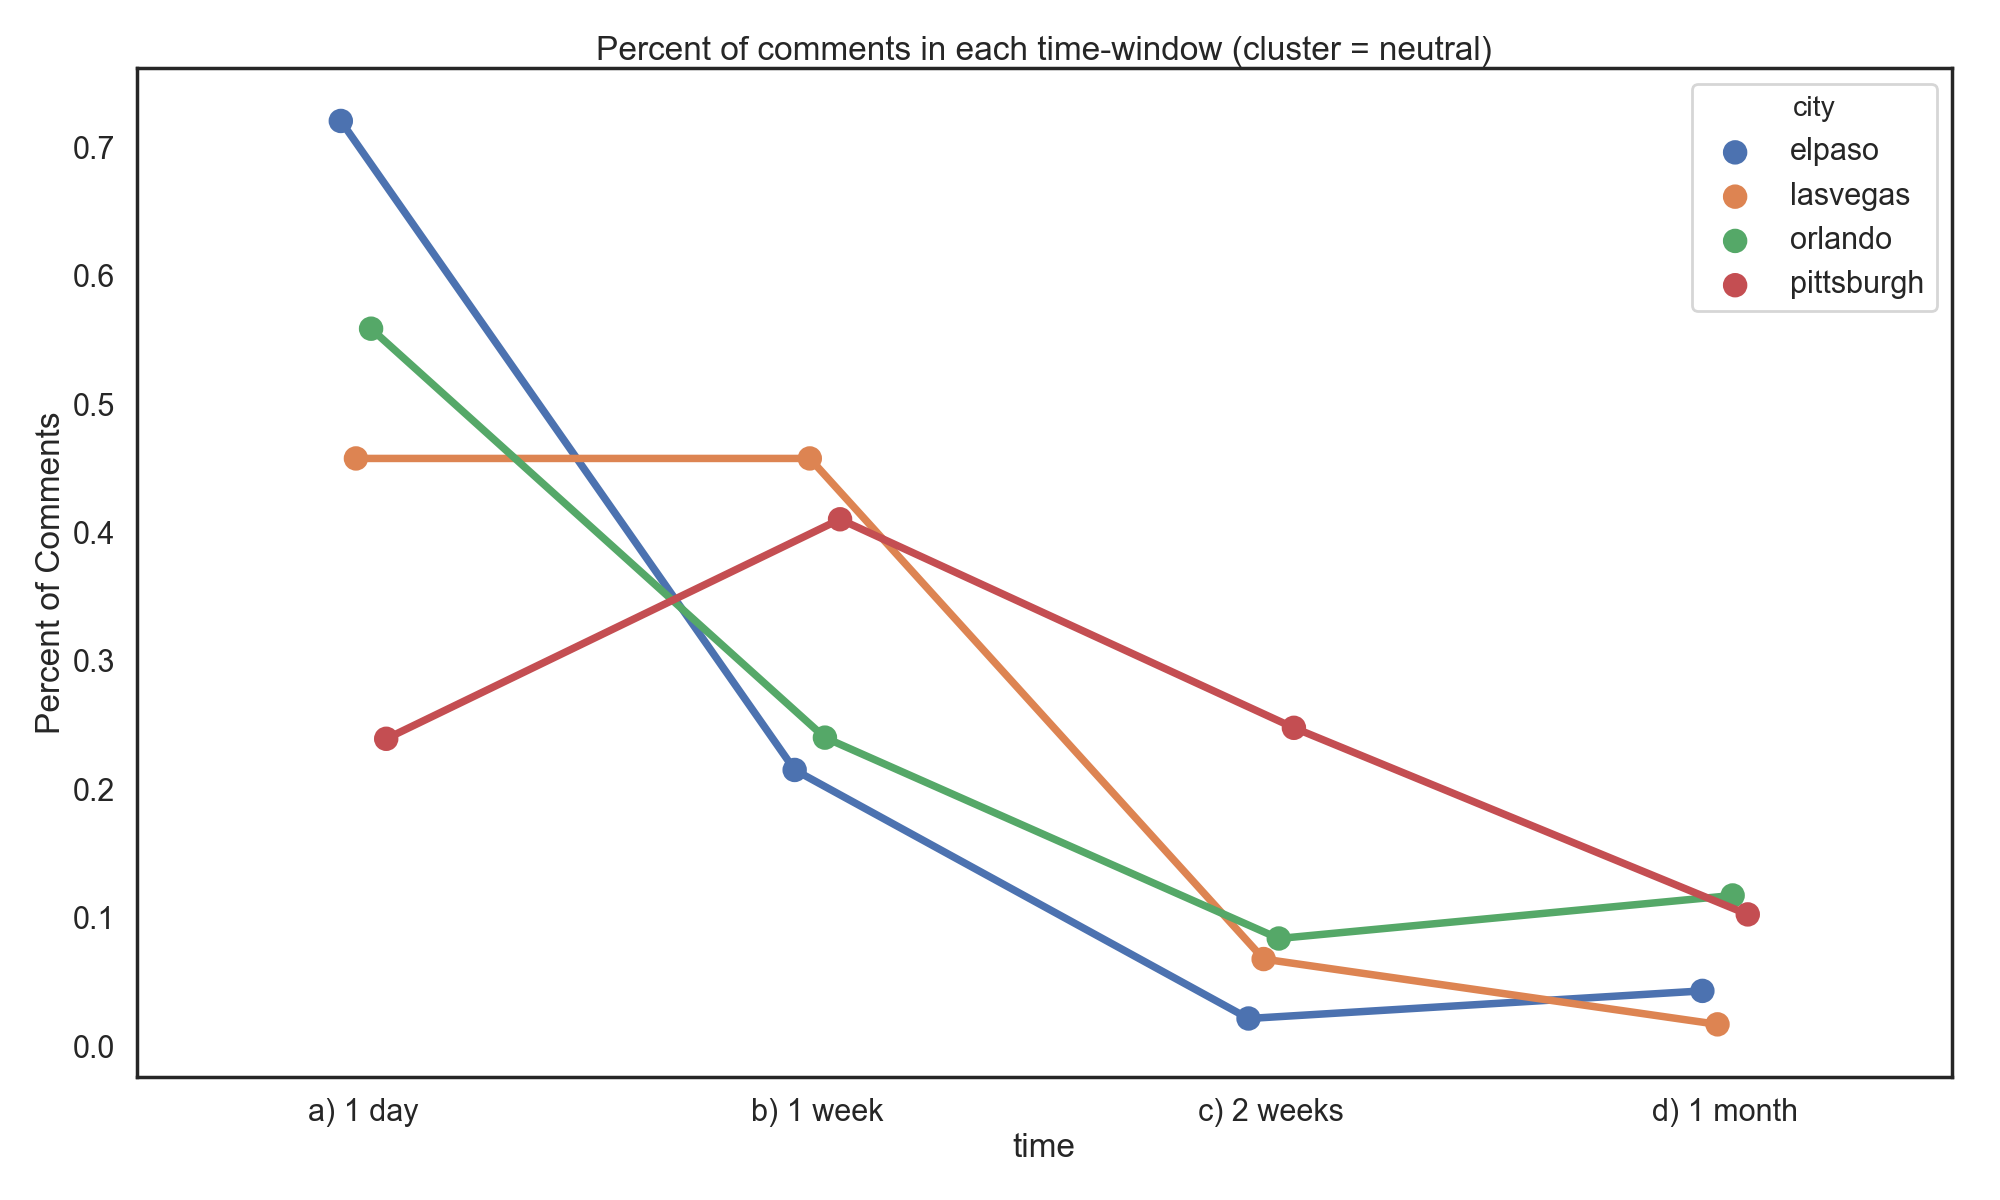 Percent of comments in each time-window (cluster = neutral)
city
elpaso
lasvegas
orlando
pittsburgh
Percent of Comments
0.7
0.6
0.5
0.4
0.3
0.2
0.1
0.0
a) 1 day
b) 1 week
c) 2 weeks
d) 1 month
time